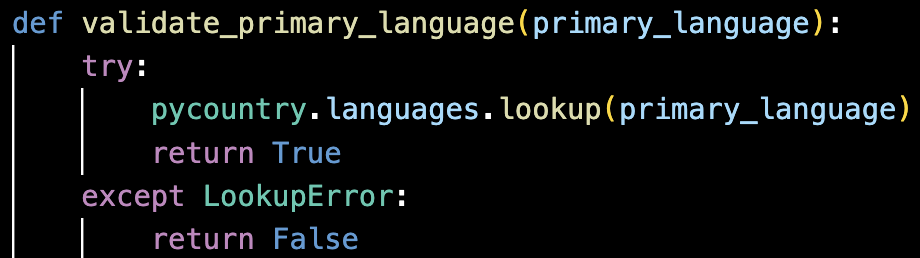 def validate_primary_language(primary_language):
    try:
        pycountry.languages.lookup(primary_language)
        return True
    except LookupError:
        return False